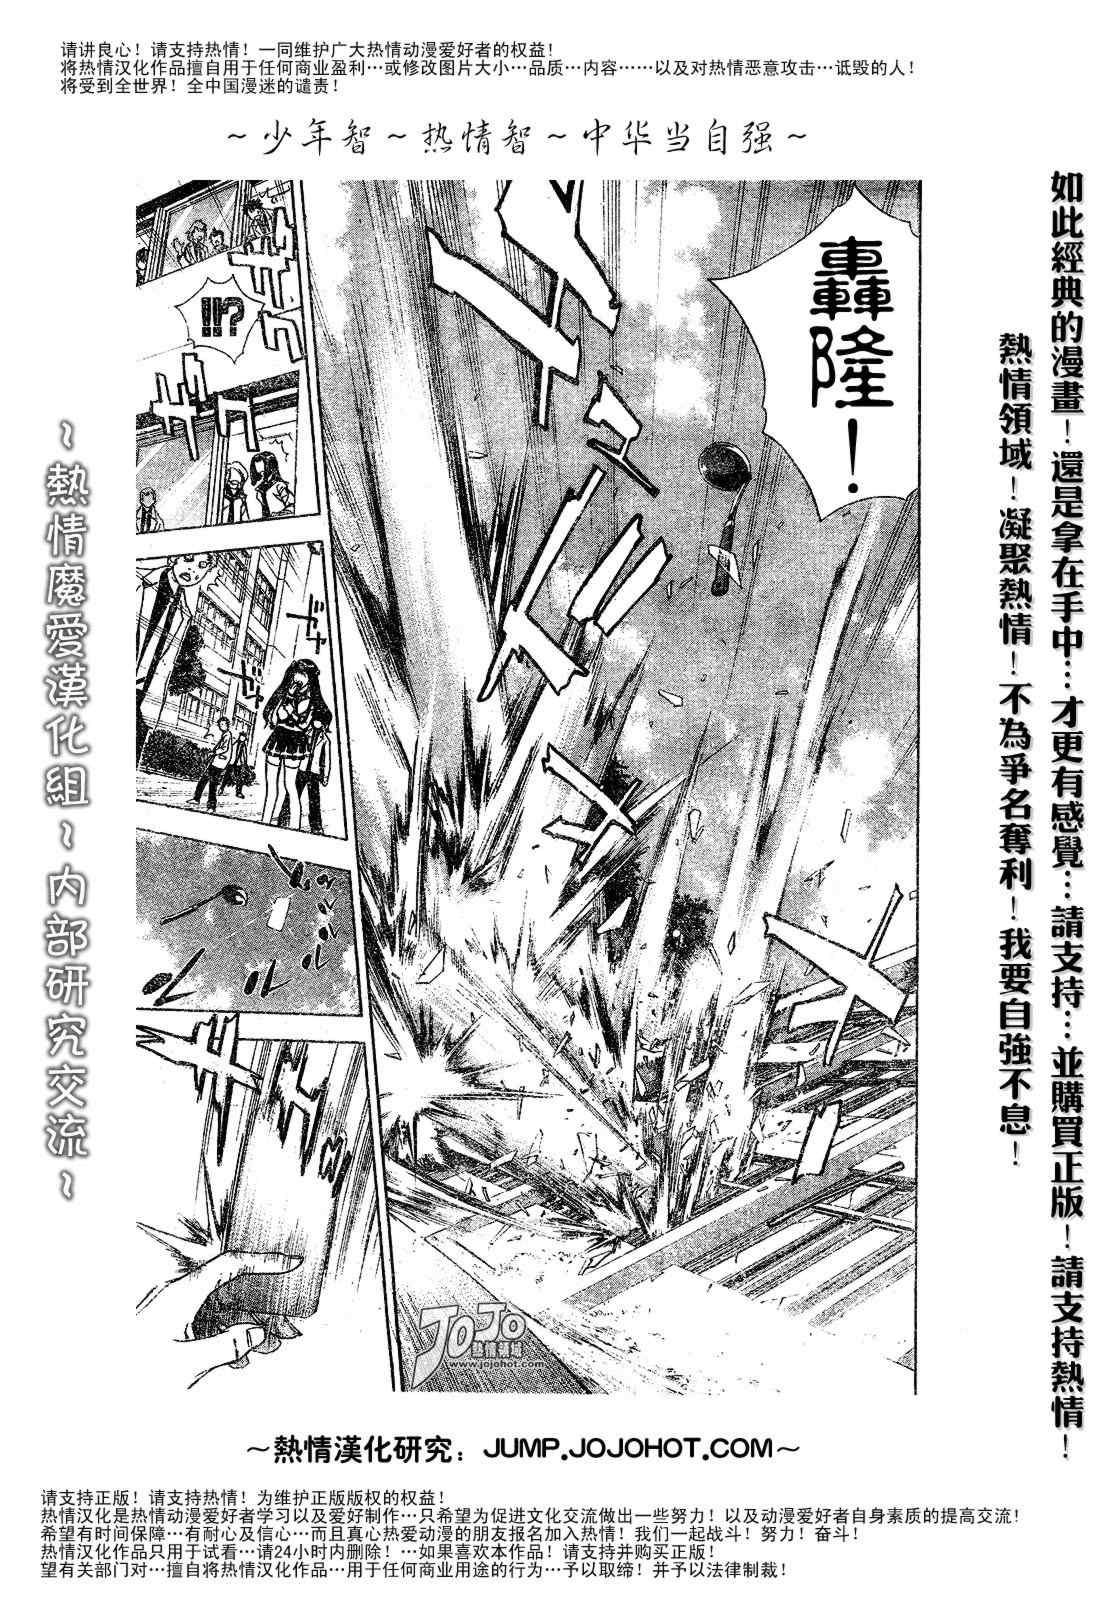 请讲良心！请支持热情！一同维护广大热情动漫爱好者的权益！
将热情汉化作品擅自用于任何商业盈利…或修改图片大小…品质…内容……以及对热情恶意攻击…诋毁的人！
将受到全世界！全中国漫迷的谴责！
～少年智～热情智～中华当自强～
如此經典的漫畫！還是拿在手中…才更有感覺…請支持…並購買正版！請支持熱情！
熱情領域！凝聚熱情！不為爭名奪利！我要自強不息！
轟隆！
!!!?
～熱情魔愛漢化組～内部研究交流～
JOJO
熱情領域
www.jojohot.com
～熱情漢化研究：JUMP.JOJOHOT.COM～
请支持正版！请支持热情！为维护正版版权的权益！
热情汉化是热情动漫爱好者学习以及爱好制作…只希望为促进文化交流做出一些努力！以及动漫爱好者自身素质的提高交流！
希望有时间保障…有耐心及信心…而且真心热爱动漫的朋友报名加入热情！我们一起战斗！努力！奋斗！
热情汉化作品只用于试看…请24小时内删除！…如果喜欢本作品！请支持并购买正版！
望有关部门对…擅自将热情汉化作品…用于任何商业用途的行为…予以取缔！并予以法律制裁！